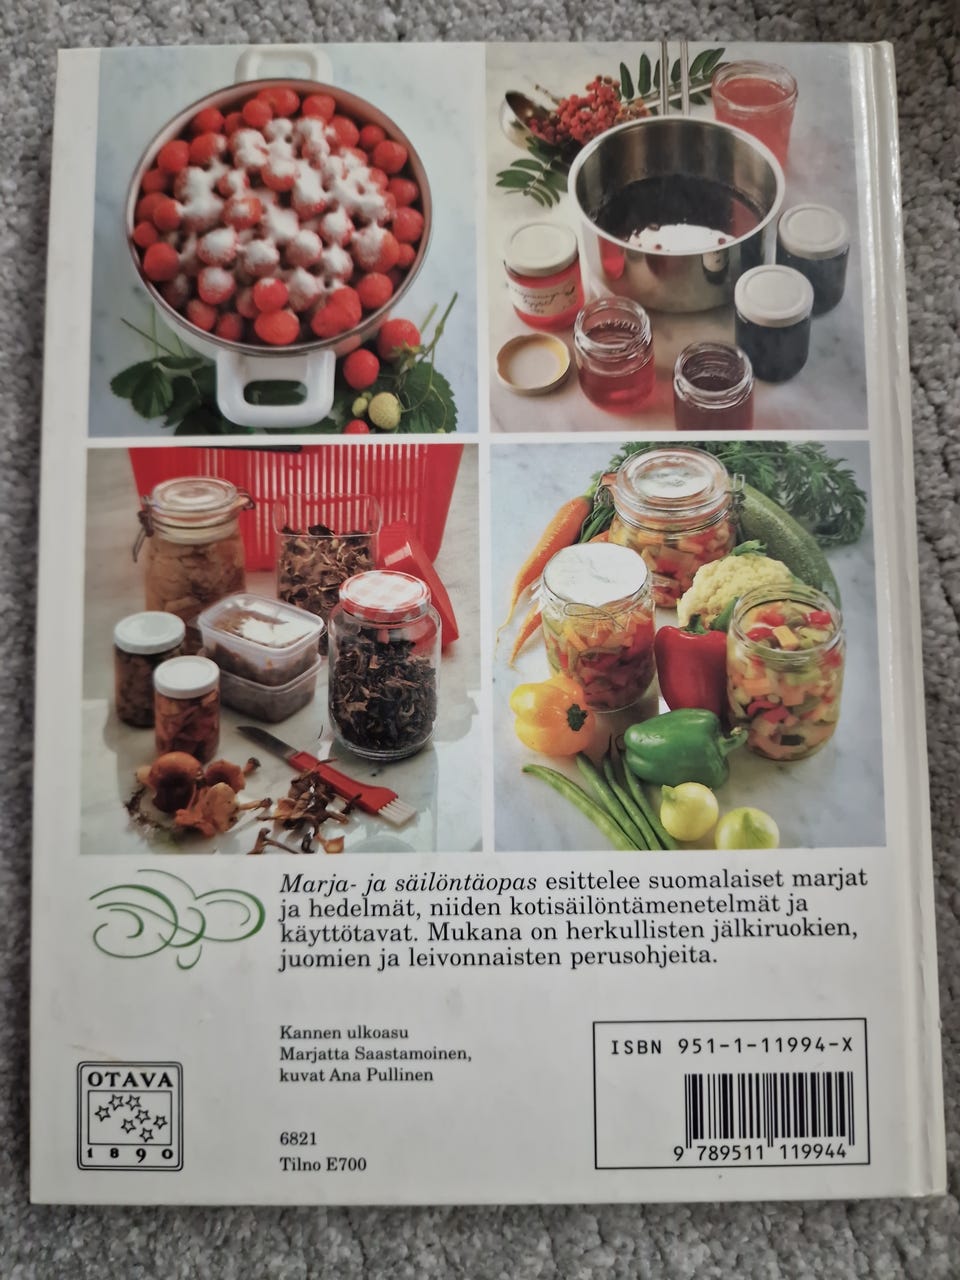 Marja- ja säilöntäopas esittelee suomalaiset marjat
ja hedelmät, niiden kotisäilöntämenetelmät ja
käyttötavat. Mukana on herkullisten jälkiruokien,
juomien ja leivonnaisten perusohjeita.
Kannen ulkoasu
Marjatta Saastamoinen,
kuvat Ana Pullinen
6821
Tilno E700
OTAVA
1890
ISBN 951-1-11994-X
9 789511 119944